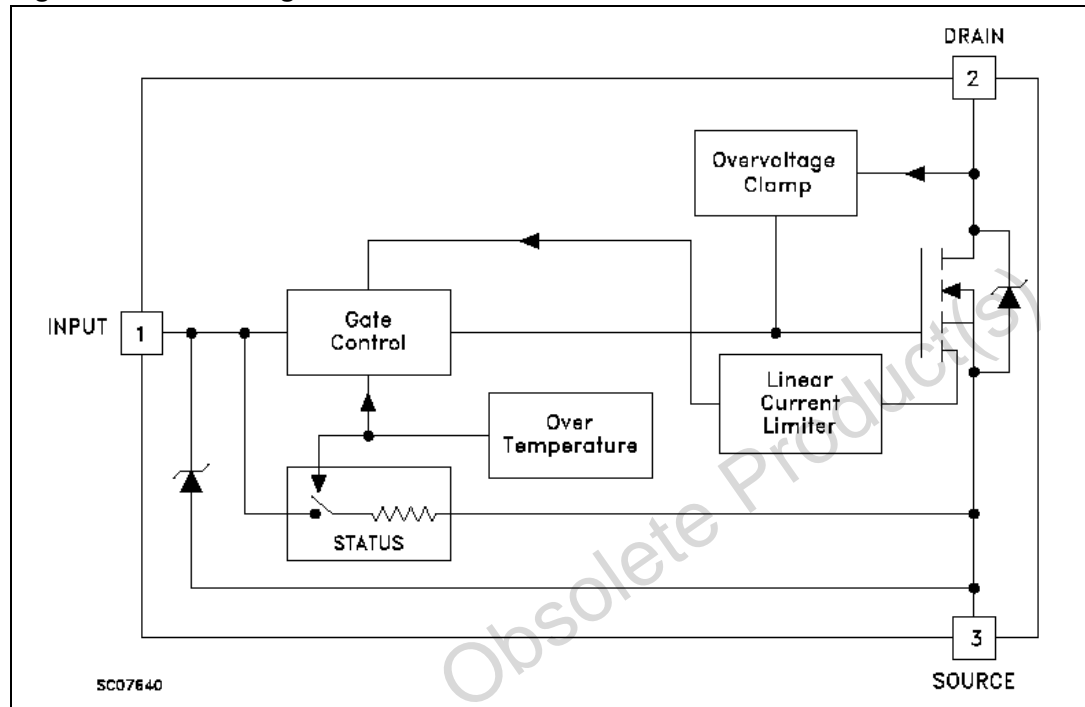 DRAIN
2
Overvoltage
Clamp
INPUT
1
Gate
Control
Linear
Current
Limiter
Over
Temperature
STATUS
3
SOURCE
SC07640
Obsolete Product(s)